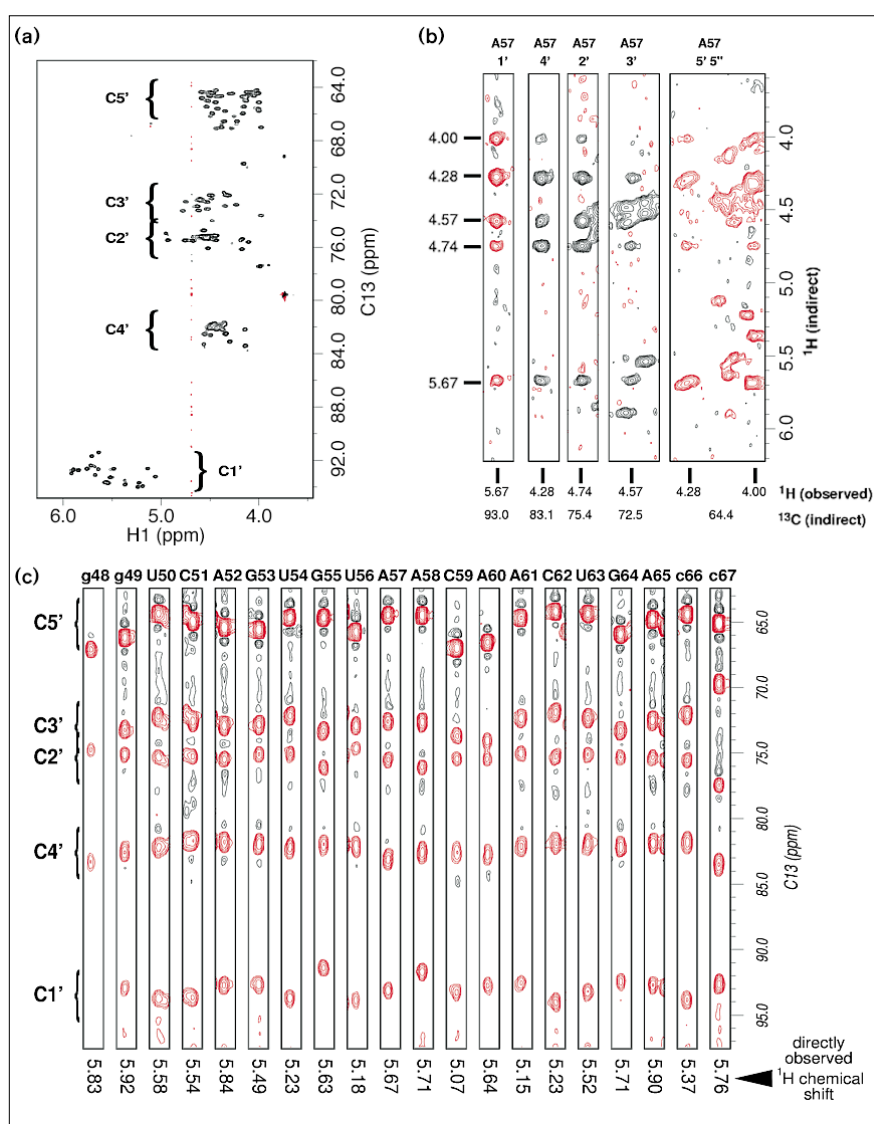 (a)
C5'
C3'
C2'
C4'
C1'
64.0
68.0
72.0
76.0
80.0
84.0
88.0
92.0
C13 (ppm)
6.0 5.0 4.0
H1 (ppm)
(b)
A57 A57 A57 A57 A57
1' 4' 2' 3' 5' 5"
4.00
4.28
4.57
4.74
5.67
4.0
4.5
5.0
5.5
6.0
¹H (indirect)
5.67 4.28 4.74 4.57 4.28 4.00 ¹H (observed)
93.0 83.1 75.4 72.5 64.4 ¹³C (indirect)
(c)
g48 g49 U50 C51 A52 G53 U54 G55 U56 A57 A58 C59 A60 A61 C62 U63 G64 A65 c66 c67
C5'
C3'
C2'
C4'
C1'
65.0
70.0
75.0
80.0
85.0
90.0
95.0
C13 (ppm)
5.83 5.92 5.58 5.54 5.84 5.49 5.23 5.63 5.18 5.67 5.71 5.07 5.64 5.15 5.23 5.52 5.71 5.90 5.37 5.76
directly
observed
¹H chemical
shift